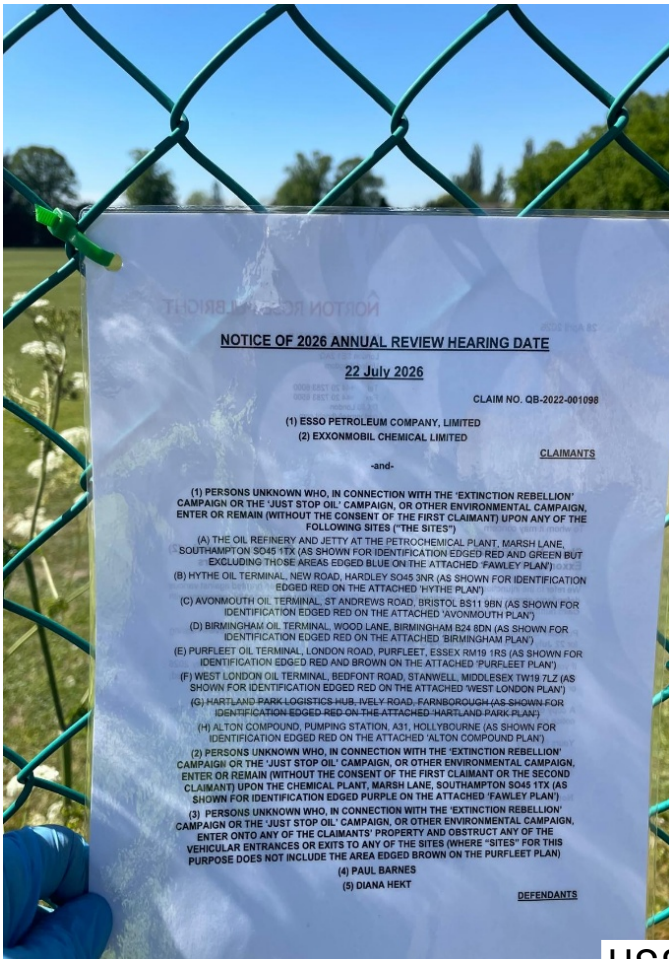 NORTON ROSE FULBRIGHT
NOTICE OF 2026 ANNUAL REVIEW HEARING DATE
22 July 2026
CLAIM NO. QB-2022-001098
(1) ESSO PETROLEUM COMPANY, LIMITED
(2) EXXONMOBIL CHEMICAL LIMITED
CLAIMANTS
-and-
(1) PERSONS UNKNOWN WHO, IN CONNECTION WITH THE 'EXTINCTION REBELLION'
CAMPAIGN OR THE 'JUST STOP OIL' CAMPAIGN, OR OTHER ENVIRONMENTAL CAMPAIGN,
ENTER OR REMAIN (WITHOUT THE CONSENT OF THE FIRST CLAIMANT) UPON ANY OF THE
FOLLOWING SITES ("THE SITES")
(A) THE OIL REFINERY AND JETTY AT THE PETROCHEMICAL PLANT, MARSH LANE,
SOUTHAMPTON SO45 1TX (AS SHOWN FOR IDENTIFICATION EDGED RED AND GREEN BUT
EXCLUDING THOSE AREAS EDGED BLUE ON THE ATTACHED 'FAWLEY PLAN')
(B) HYTHE OIL TERMINAL, NEW ROAD, HARDLEY SO45 3NR (AS SHOWN FOR IDENTIFICATION
EDGED RED ON THE ATTACHED 'HYTHE PLAN')
(C) AVONMOUTH OIL TERMINAL, ST ANDREWS ROAD, BRISTOL BS11 9BN (AS SHOWN FOR
IDENTIFICATION EDGED RED ON THE ATTACHED 'AVONMOUTH PLAN')
(D) BIRMINGHAM OIL TERMINAL, WOOD LANE, BIRMINGHAM B24 8DN (AS SHOWN FOR
IDENTIFICATION EDGED RED ON THE ATTACHED 'BIRMINGHAM PLAN')
(E) PURFLEET OIL TERMINAL, LONDON ROAD, PURFLEET, ESSEX RM19 1RS (AS SHOWN FOR
IDENTIFICATION EDGED RED AND BROWN ON THE ATTACHED 'PURFLEET PLAN')
(F) WEST LONDON OIL TERMINAL, BEDFONT ROAD, STANWELL, MIDDLESEX TW19 7LZ (AS
SHOWN FOR IDENTIFICATION EDGED RED ON THE ATTACHED 'WEST LONDON PLAN')
(G) HARTLAND PARK LOGISTICS HUB, IVELY ROAD, FARNBOROUGH (AS SHOWN FOR
IDENTIFICATION EDGED RED ON THE ATTACHED 'HARTLAND PARK PLAN')
(H) ALTON COMPOUND, PUMPING STATION, A31, HOLLYBOURNE (AS SHOWN FOR
IDENTIFICATION EDGED RED ON THE ATTACHED 'ALTON COMPOUND PLAN')
(2) PERSONS UNKNOWN WHO, IN CONNECTION WITH THE 'EXTINCTION REBELLION'
CAMPAIGN OR THE 'JUST STOP OIL' CAMPAIGN, OR OTHER ENVIRONMENTAL CAMPAIGN,
ENTER OR REMAIN (WITHOUT THE CONSENT OF THE FIRST CLAIMANT OR THE SECOND
CLAIMANT) UPON THE CHEMICAL PLANT, MARSH LANE, SOUTHAMPTON SO45 1TX (AS
SHOWN FOR IDENTIFICATION EDGED PURPLE ON THE ATTACHED 'FAWLEY PLAN')
(3) PERSONS UNKNOWN WHO, IN CONNECTION WITH THE 'EXTINCTION REBELLION'
CAMPAIGN OR THE 'JUST STOP OIL' CAMPAIGN, OR OTHER ENVIRONMENTAL CAMPAIGN,
ENTER ONTO ANY OF THE CLAIMANTS' PROPERTY AND OBSTRUCT ANY OF THE
VEHICULAR ENTRANCES OR EXITS TO ANY OF THE SITES (WHERE "SITES" FOR THIS
PURPOSE DOES NOT INCLUDE THE AREA EDGED BROWN ON THE PURFLEET PLAN)
(4) PAUL BARNES
(5) DIANA HEKT
DEFENDANTS